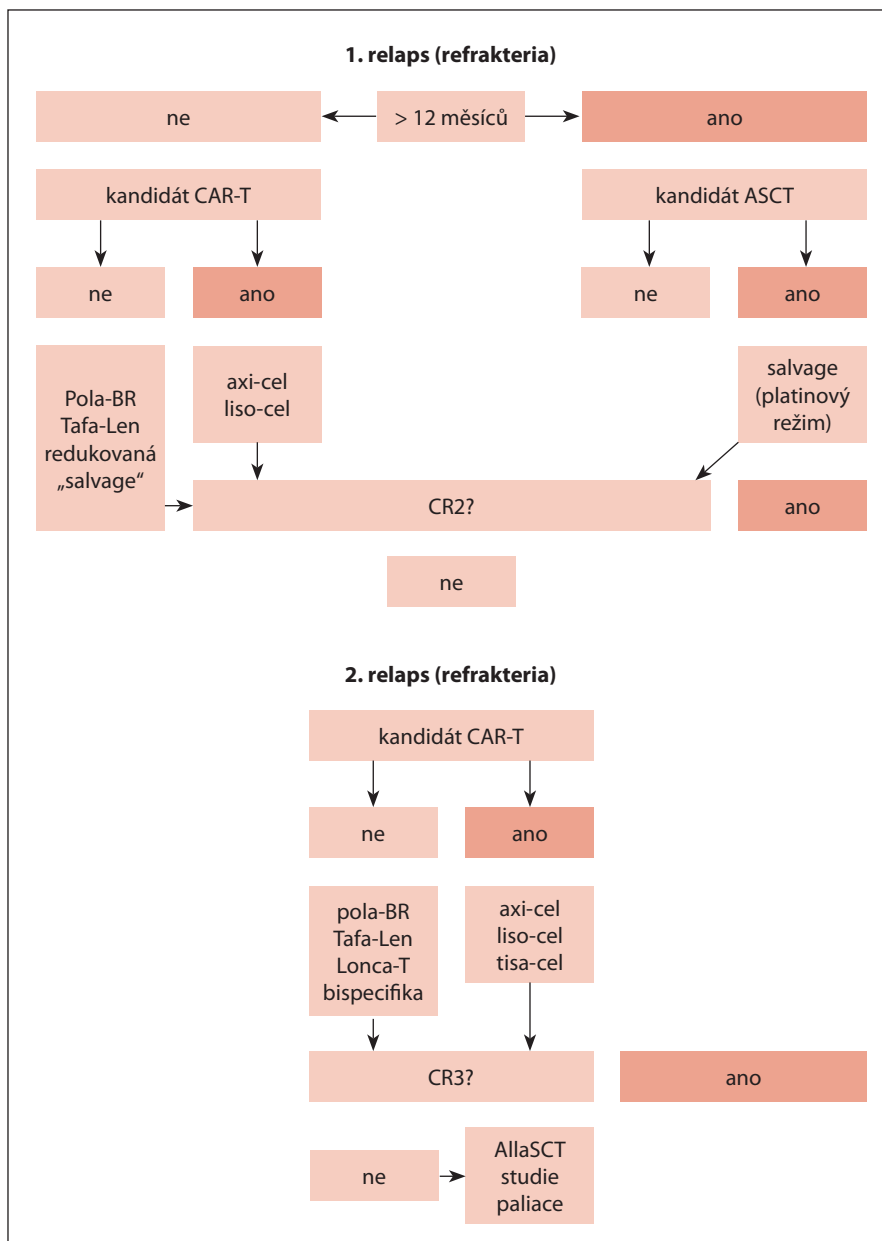 1. relaps (refrakteria)
ne
> 12 měsíců
ano
kandidát CAR-T
kandidát ASCT
ne
ano
ne
ano
Pola-BR
Tafa-Len
redukovaná
„salvage“
axi-cel
liso-cel
salvage
(platinový
režim)
CR2?
ano
ne
2. relaps (refrakteria)
kandidát CAR-T
ne
ano
pola-BR
Tafa-Len
Lonca-T
bispecifika
axi-cel
liso-cel
tisa-cel
CR3?
ano
ne
AllaSCT
studie
paliace